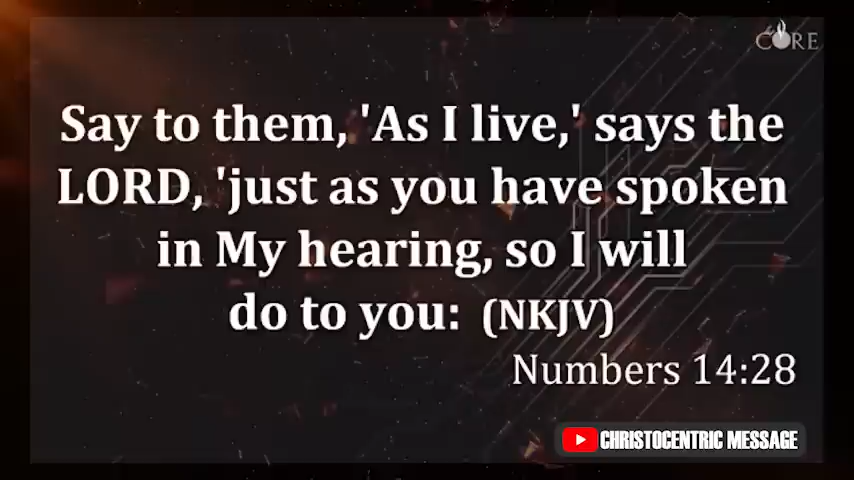 CORE
Say to them, 'As I live,' says the
LORD, 'just as you have spoken
in My hearing, so I will
do to you: (NKJV)
Numbers 14:28
CHRISTOCENTRIC MESSAGE